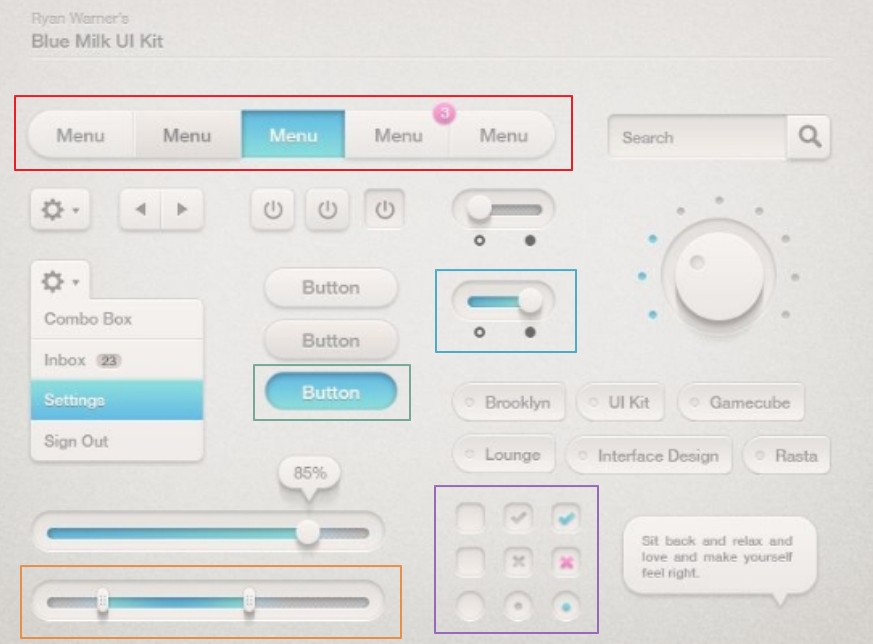 Ryan Warner's
Blue Milk UI Kit
Menu Menu Menu Menu 3 Menu
Search
Button
Combo Box
Inbox 23
Button
Settings
Button
Sign Out
Brooklyn UI Kit Gamecube
Lounge Interface Design Rasta
85%
Sit back and relax and
love and make yourself
feel right.